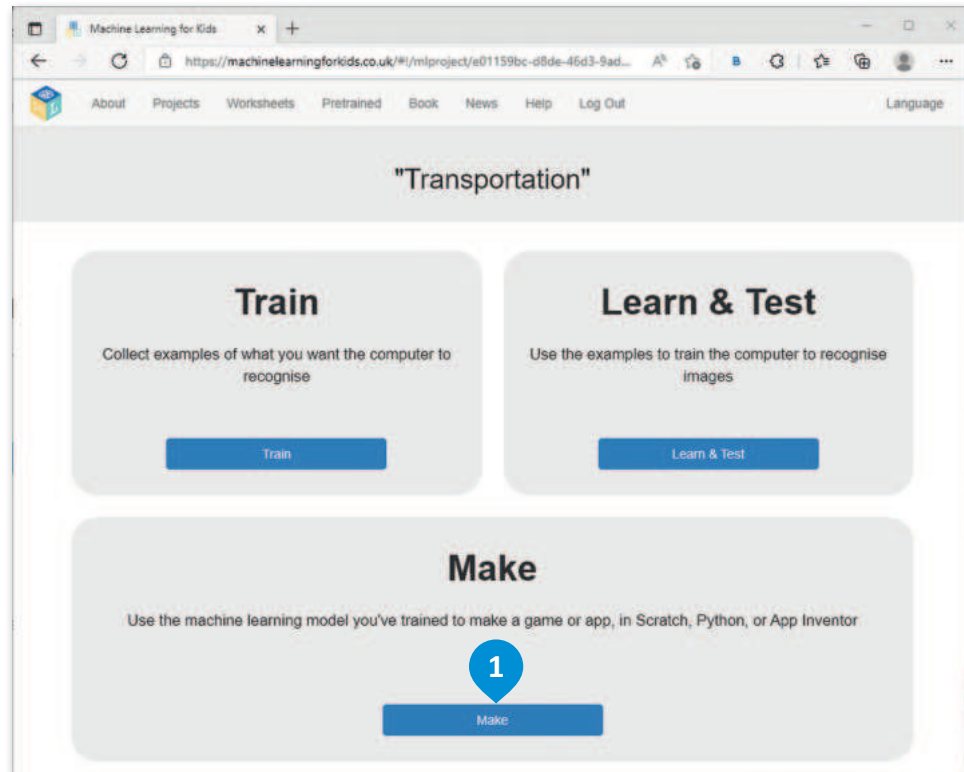 Machine Learning for Kids
https://machinelearningforkids.co.uk/#!/mlproject/e01159bc-d8de-46d3-9ad...
B
About Projects Worksheets Pretrained Book News Help Log Out Language
"Transportation"
Train
Collect examples of what you want the computer to
recognise
Train
Learn & Test
Use the examples to train the computer to recognise
images
Learn & Test
Make
Use the machine learning model you've trained to make a game or app, in Scratch, Python, or App Inventor
1
Make